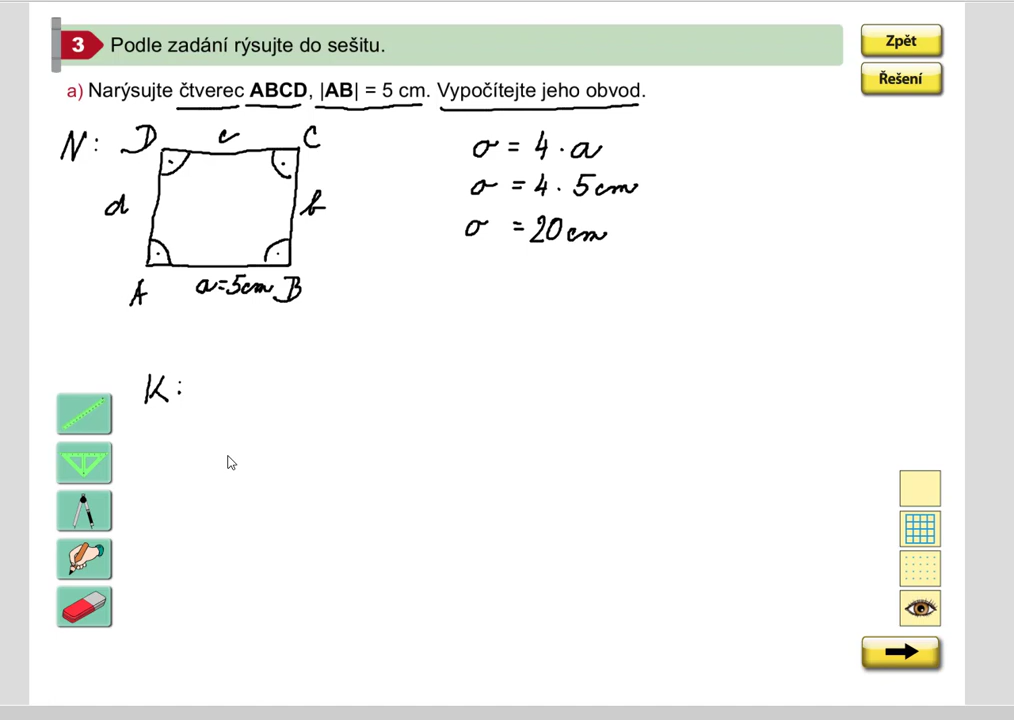 3 Podle zadání rýsujte do sešitu.
Zpět
Řešení
a) Narýsujte čtverec ABCD, |AB| = 5 cm. Vypočítejte jeho obvod.
N:
D c C
d b
A a=5cm B
o = 4 · a
o = 4 · 5cm
o = 20cm
K: